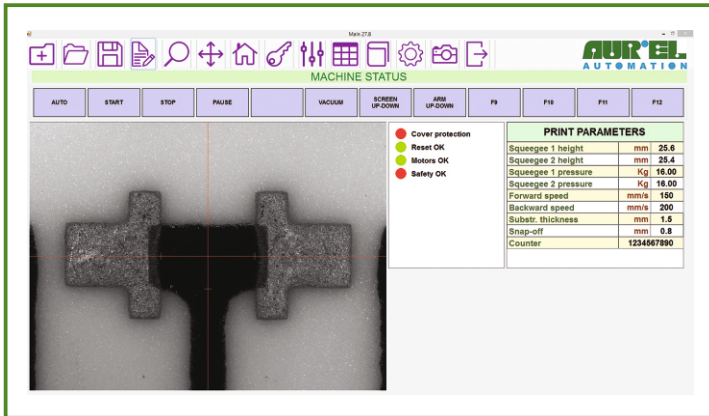 Main 27.8
AUR°EL
AUTOMATION
MACHINE STATUS
AUTO START STOP PAUSE VACUUM SCREEN UP-DOWN ARM UP-DOWN F9 F10 F11 F12
Cover protection
Reset OK
Motors OK
Safety OK
PRINT PARAMETERS
Squeegee 1 height mm 25.6
Squeegee 2 height mm 25.4
Squeegee 1 pressure Kg 16.00
Squeegee 2 pressure Kg 16.00
Forward speed mm/s 150
Backward speed mm/s 200
Substr. thickness mm 1.5
Snap-off mm 0.8
Counter 1234567890